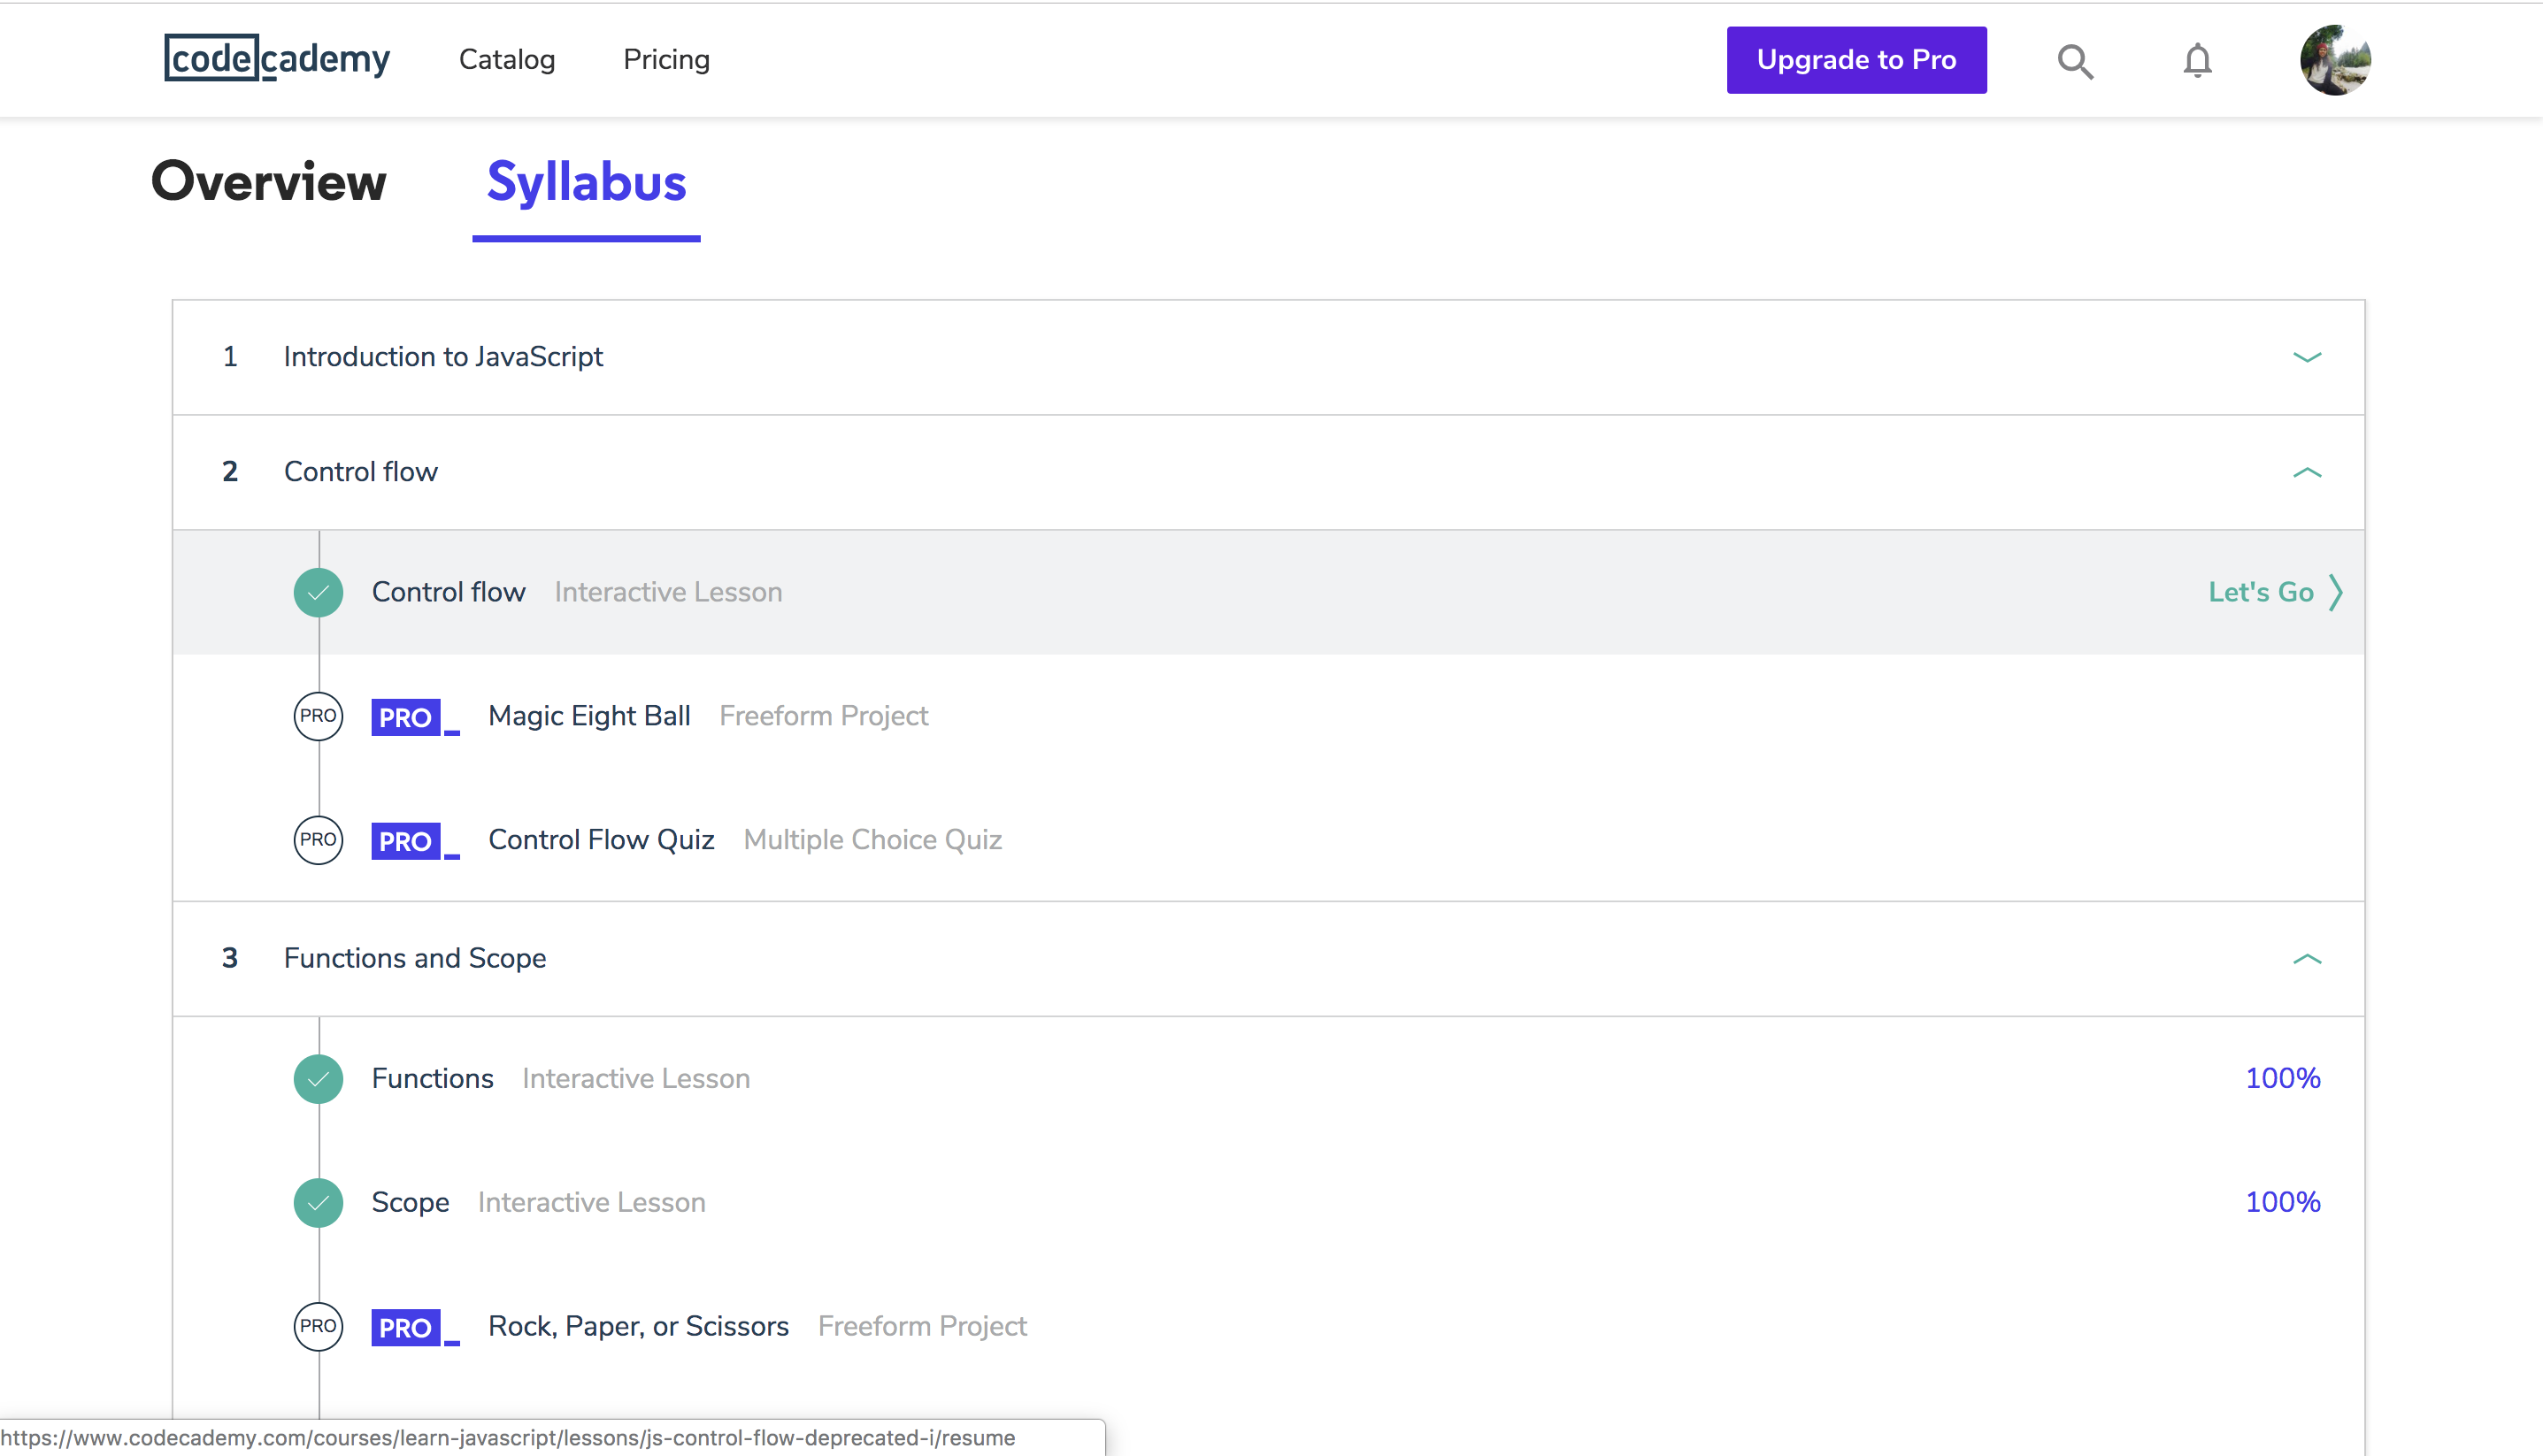 codecademy Catalog Pricing Upgrade to Pro
Overview Syllabus
1 Introduction to JavaScript
2 Control flow
Control flow Interactive Lesson Let's Go
PRO PRO_ Magic Eight Ball Freeform Project
PRO PRO_ Control Flow Quiz Multiple Choice Quiz
3 Functions and Scope
Functions Interactive Lesson 100%
Scope Interactive Lesson 100%
PRO PRO_ Rock, Paper, or Scissors Freeform Project
https://www.codecademy.com/courses/learn-javascript/lessons/js-control-flow-deprecated-i/resume